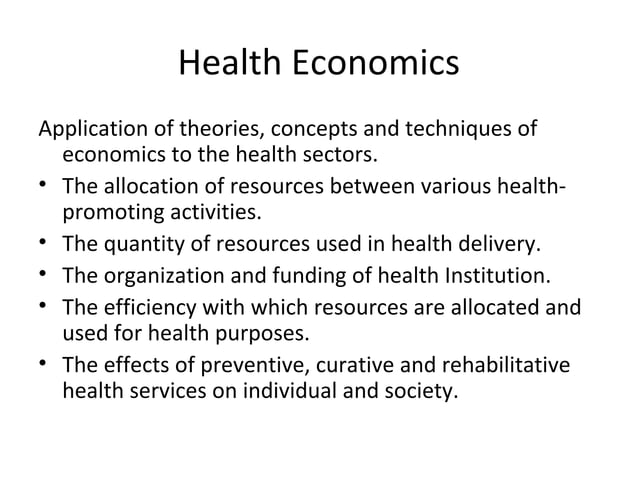 Health Economics
Application of theories, concepts and techniques of
economics to the health sectors.
• The allocation of resources between various health-
promoting activities.
• The quantity of resources used in health delivery.
• The organization and funding of health Institution.
• The efficiency with which resources are allocated and
used for health purposes.
• The effects of preventive, curative and rehabilitative
health services on individual and society.